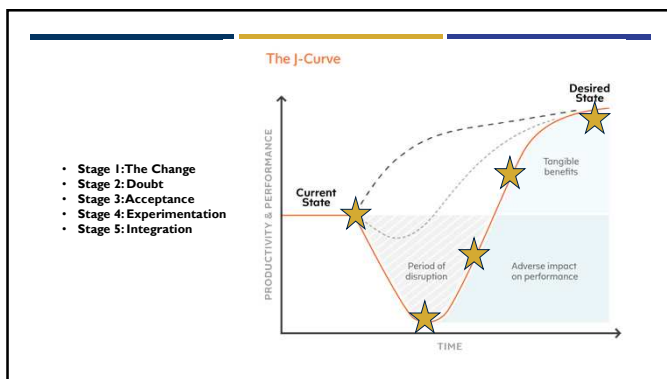 The J-Curve
• Stage 1:The Change
• Stage 2: Doubt
• Stage 3:Acceptance
• Stage 4: Experimentation
• Stage 5: Integration
PRODUCTIVITY & PERFORMANCE
Current
State
Desired
State
Tangible
benefits
Period of
disruption
Adverse impact
on performance
TIME